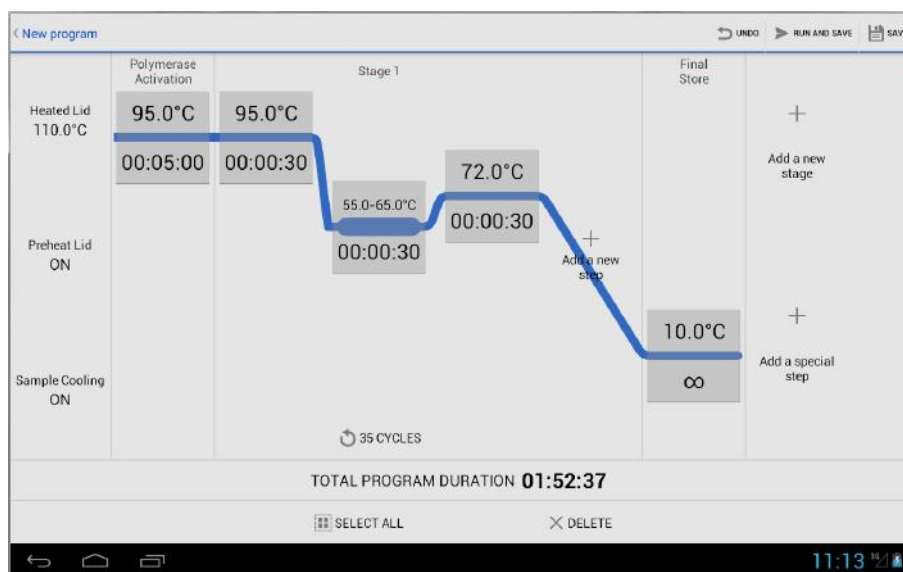 New program
UNDO
RUN AND SAVE
SAV
Polymerase
Activation
Stage 1
Final
Store
Heated Lid
110.0°C
95.0°C
00:05:00
95.0°C
00:00:30
55.0-65.0°C
00:00:30
72.0°C
00:00:30
Add a new
stage
Preheat Lid
ON
Add a new
step
10.0°C
∞
Add a special
step
Sample Cooling
ON
35 CYCLES
TOTAL PROGRAM DURATION 01:52:37
SELECT ALL
DELETE
11:13